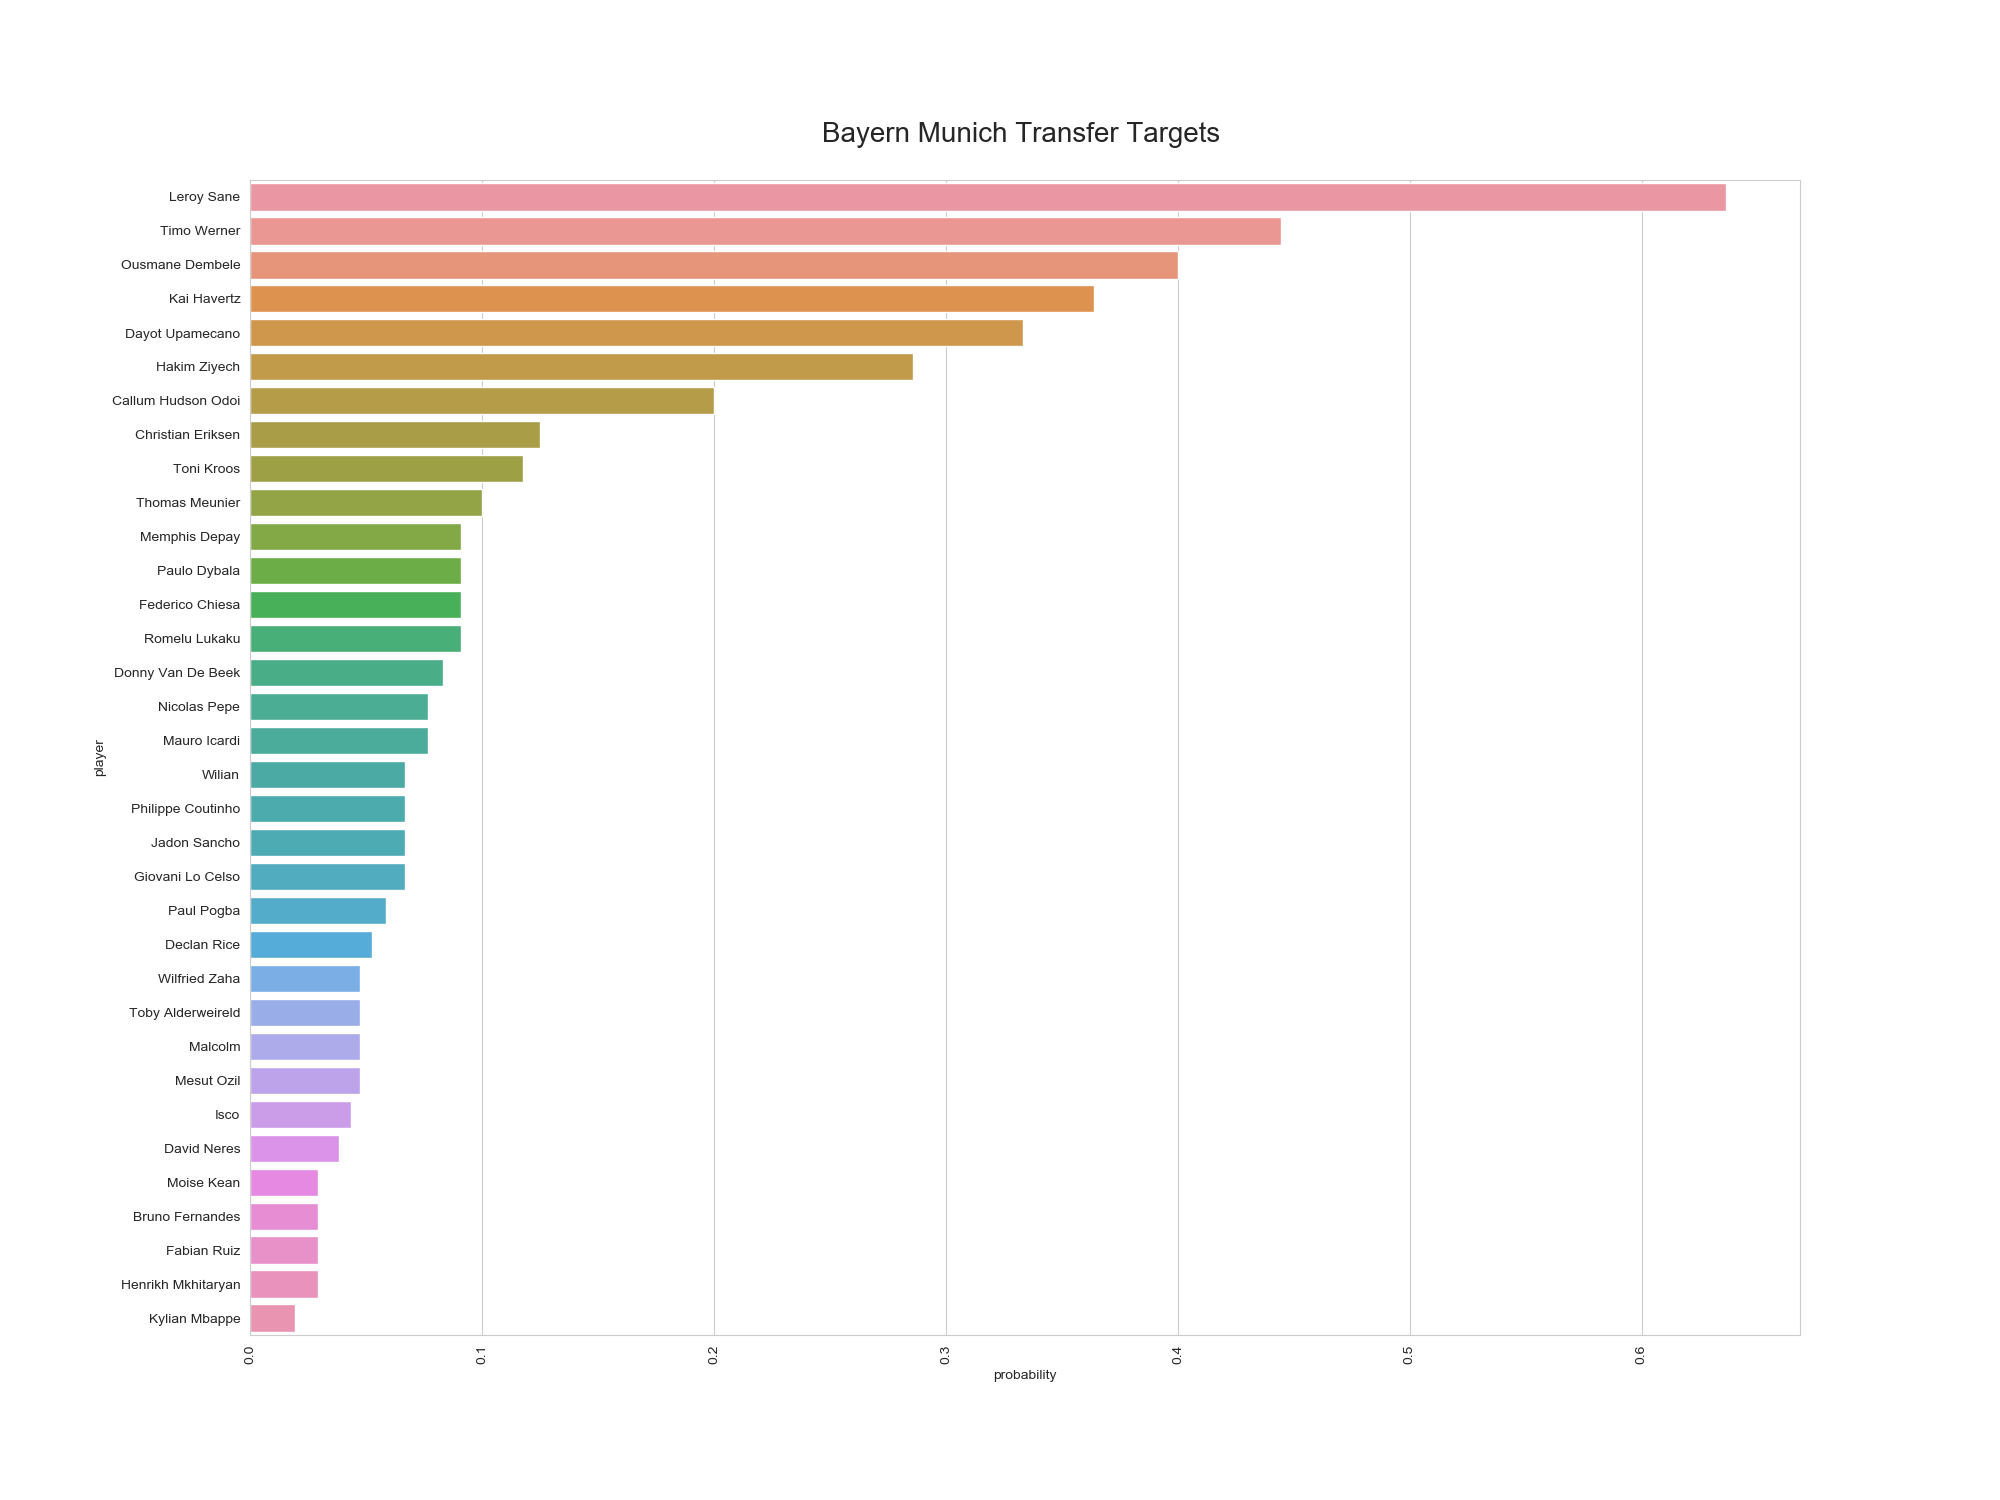 Bayern Munich Transfer Targets
Leroy Sane
Timo Werner
Ousmane Dembele
Kai Havertz
Dayot Upamecano
Hakim Ziyech
Callum Hudson Odoi
Christian Eriksen
Toni Kroos
Thomas Meunier
Memphis Depay
Paulo Dybala
Federico Chiesa
Romelu Lukaku
Donny Van De Beek
Nicolas Pepe
Mauro Icardi
Wilian
Philippe Coutinho
Jadon Sancho
Giovani Lo Celso
Paul Pogba
Declan Rice
Wilfried Zaha
Toby Alderweireld
Malcolm
Mesut Ozil
Isco
David Neres
Moise Kean
Bruno Fernandes
Fabian Ruiz
Henrikh Mkhitaryan
Kylian Mbappe
player
0.0
0.1
0.2
0.3
0.4
0.5
0.6
probability